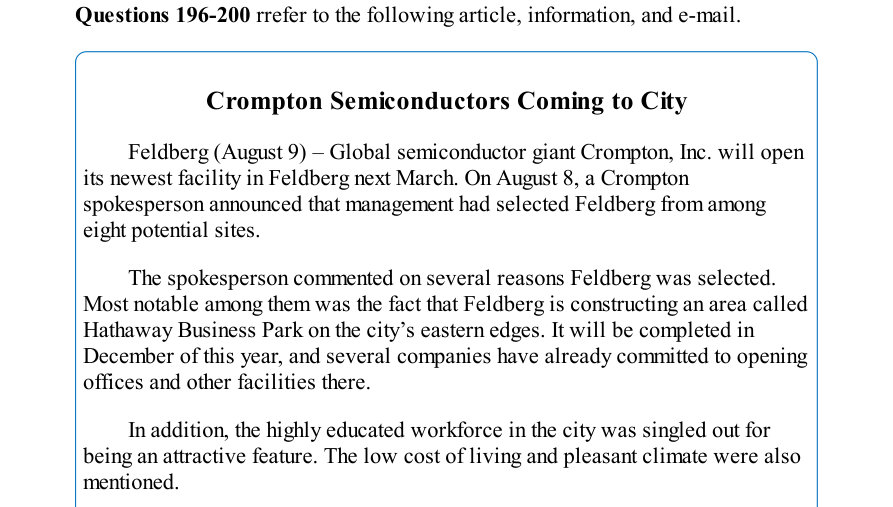 Questions 196-200 rrefer to the following article, information, and e-mail.
Crompton Semiconductors Coming to City
Feldberg (August 9) – Global semiconductor giant Crompton, Inc. will open
its newest facility in Feldberg next March. On August 8, a Crompton
spokesperson announced that management had selected Feldberg from among
eight potential sites.
The spokesperson commented on several reasons Feldberg was selected.
Most notable among them was the fact that Feldberg is constructing an area called
Hathaway Business Park on the city’s eastern edges. It will be completed in
December of this year, and several companies have already committed to opening
offices and other facilities there.
In addition, the highly educated workforce in the city was singled out for
being an attractive feature. The low cost of living and pleasant climate were also
mentioned.